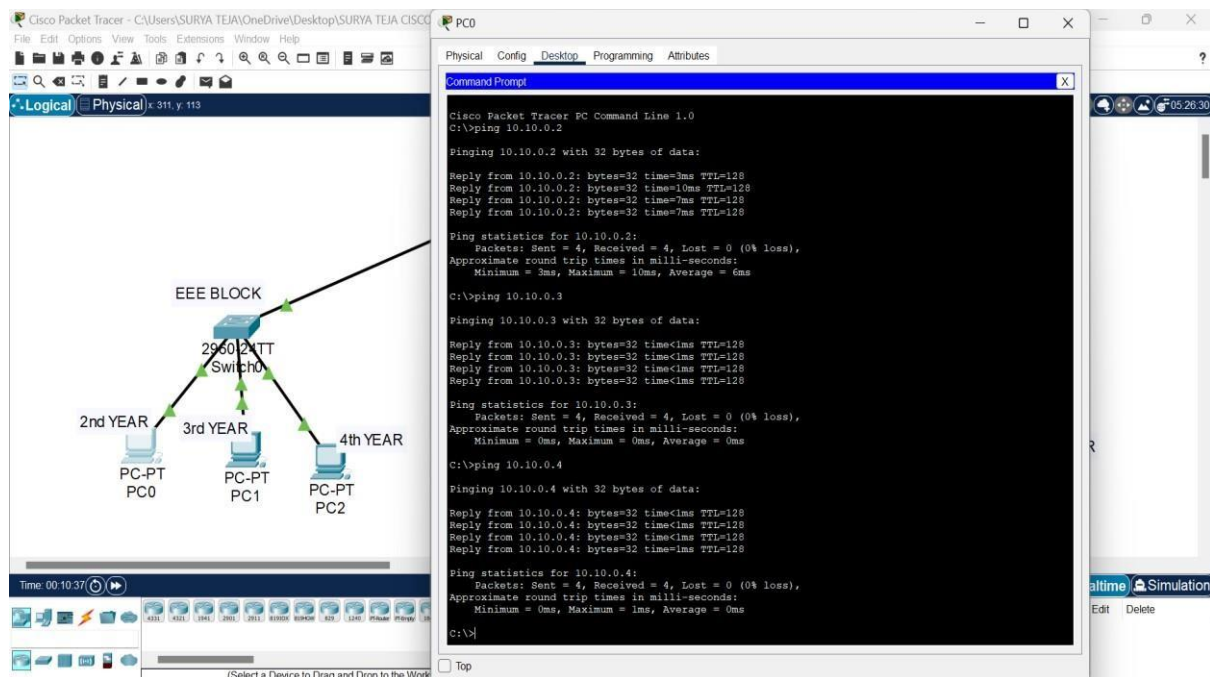 Cisco Packet Tracer - C:\Users\SURYA TEJA\OneDrive\Desktop\SURYA TEJA CISCO
File Edit Options View Tools Extensions Window Help
?
Logical Physical x: 311, y: 113
05:26:30
EEE BLOCK
2960-24TT
Switch0
2nd YEAR
3rd YEAR
4th YEAR
PC-PT
PC0
PC-PT
PC1
PC-PT
PC2
R
Time: 00:10:37
altime Simulation
4331 4321 1941 2901 2911 819HGW 829 1240 PT-Router PT-Empty
Edit Delete
(Select a Device to Drag and Drop to the Work
PC0
Physical Config Desktop Programming Attributes
Command Prompt
X
Cisco Packet Tracer PC Command Line 1.0
C:\>ping 10.10.0.2
Pinging 10.10.0.2 with 32 bytes of data:
Reply from 10.10.0.2: bytes=32 time=3ms TTL=128
Reply from 10.10.0.2: bytes=32 time=10ms TTL=128
Reply from 10.10.0.2: bytes=32 time=7ms TTL=128
Reply from 10.10.0.2: bytes=32 time=7ms TTL=128
Ping statistics for 10.10.0.2:
Packets: Sent = 4, Received = 4, Lost = 0 (0% loss),
Approximate round trip times in milli-seconds:
Minimum = 3ms, Maximum = 10ms, Average = 6ms
C:\>ping 10.10.0.3
Pinging 10.10.0.3 with 32 bytes of data:
Reply from 10.10.0.3: bytes=32 time<1ms TTL=128
Reply from 10.10.0.3: bytes=32 time<1ms TTL=128
Reply from 10.10.0.3: bytes=32 time<1ms TTL=128
Reply from 10.10.0.3: bytes=32 time<1ms TTL=128
Ping statistics for 10.10.0.3:
Packets: Sent = 4, Received = 4, Lost = 0 (0% loss),
Approximate round trip times in milli-seconds:
Minimum = 0ms, Maximum = 0ms, Average = 0ms
C:\>ping 10.10.0.4
Pinging 10.10.0.4 with 32 bytes of data:
Reply from 10.10.0.4: bytes=32 time<1ms TTL=128
Reply from 10.10.0.4: bytes=32 time<1ms TTL=128
Reply from 10.10.0.4: bytes=32 time<1ms TTL=128
Reply from 10.10.0.4: bytes=32 time=1ms TTL=128
Ping statistics for 10.10.0.4:
Packets: Sent = 4, Received = 4, Lost = 0 (0% loss),
Approximate round trip times in milli-seconds:
Minimum = 0ms, Maximum = 1ms, Average = 0ms
C:\>
Top